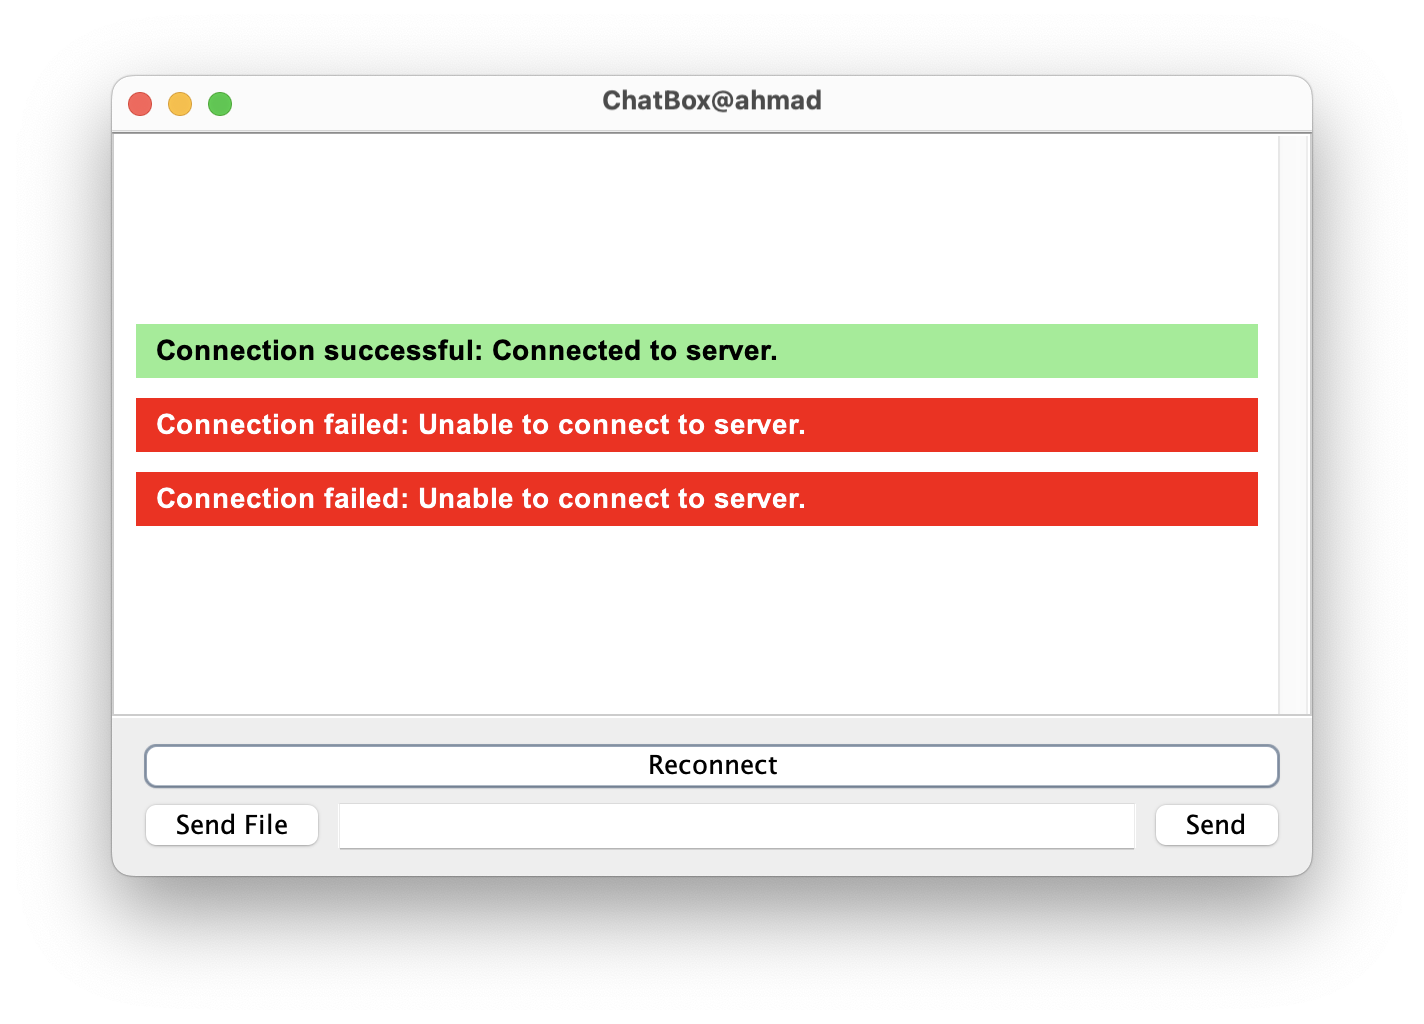 ChatBox@ahmad
Connection successful: Connected to server.
Connection failed: Unable to connect to server.
Connection failed: Unable to connect to server.
Reconnect
Send File
Send